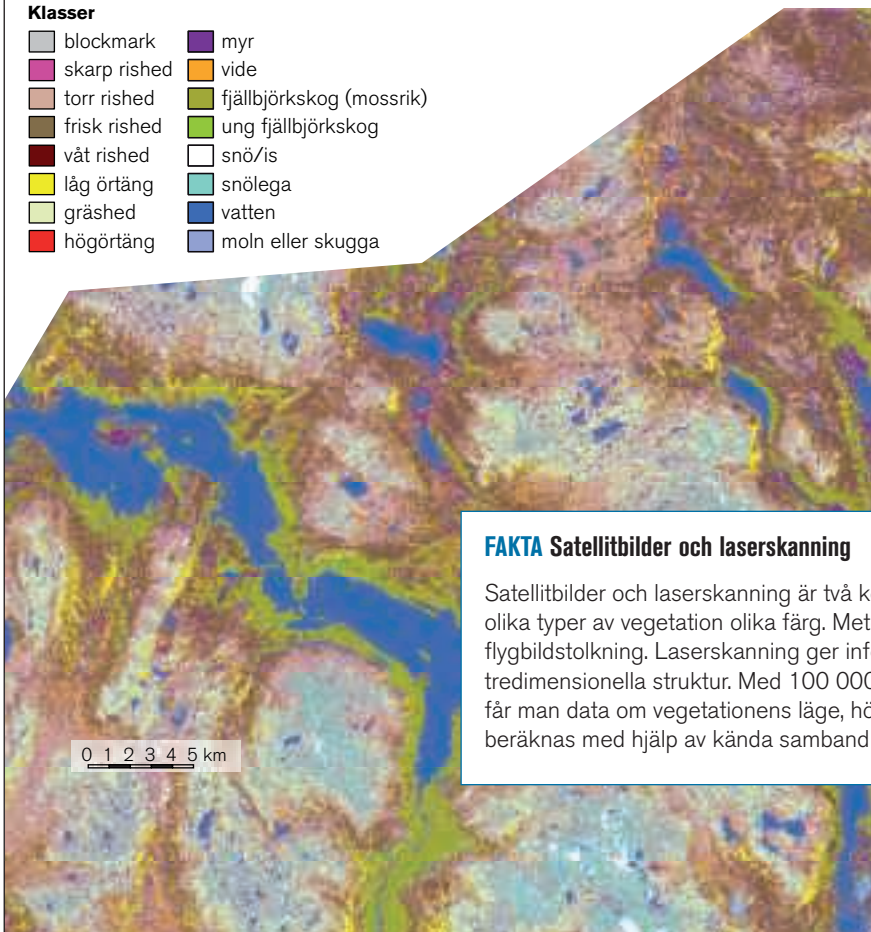 Klasser
blockmark
skarp rished
torr rished
frisk rished
våt rished
låg örtäng
gräshed
högörtäng
myr
vide
fjällbjörkskog (mossrik)
ung fjällbjörkskog
snö/is
snölega
vatten
moln eller skugga
FAKTA Satellitbilder och laserskanning
Satellitbilder och laserskanning är två k
olika typer av vegetation olika färg. Met
flygbildstolkning. Laserskanning ger inf
tredimensionella struktur. Med 100 000
får man data om vegetationens läge, hö
beräknas med hjälp av kända samband
0 1 2 3 4 5 km